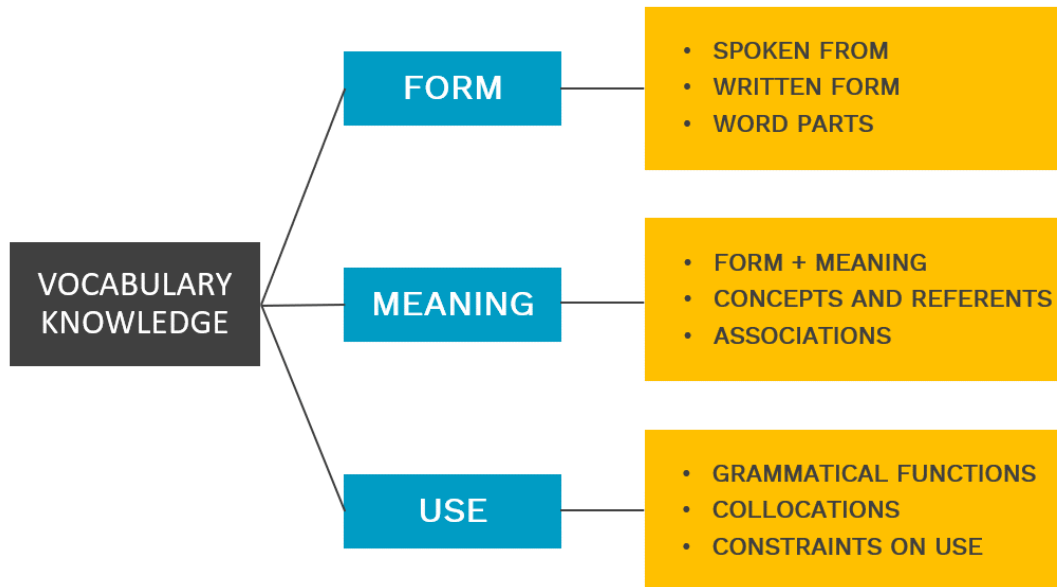 VOCABULARY
KNOWLEDGE
FORM
• SPOKEN FROM
• WRITTEN FORM
• WORD PARTS
MEANING
• FORM + MEANING
• CONCEPTS AND REFERENTS
• ASSOCIATIONS
USE
• GRAMMATICAL FUNCTIONS
• COLLOCATIONS
• CONSTRAINTS ON USE